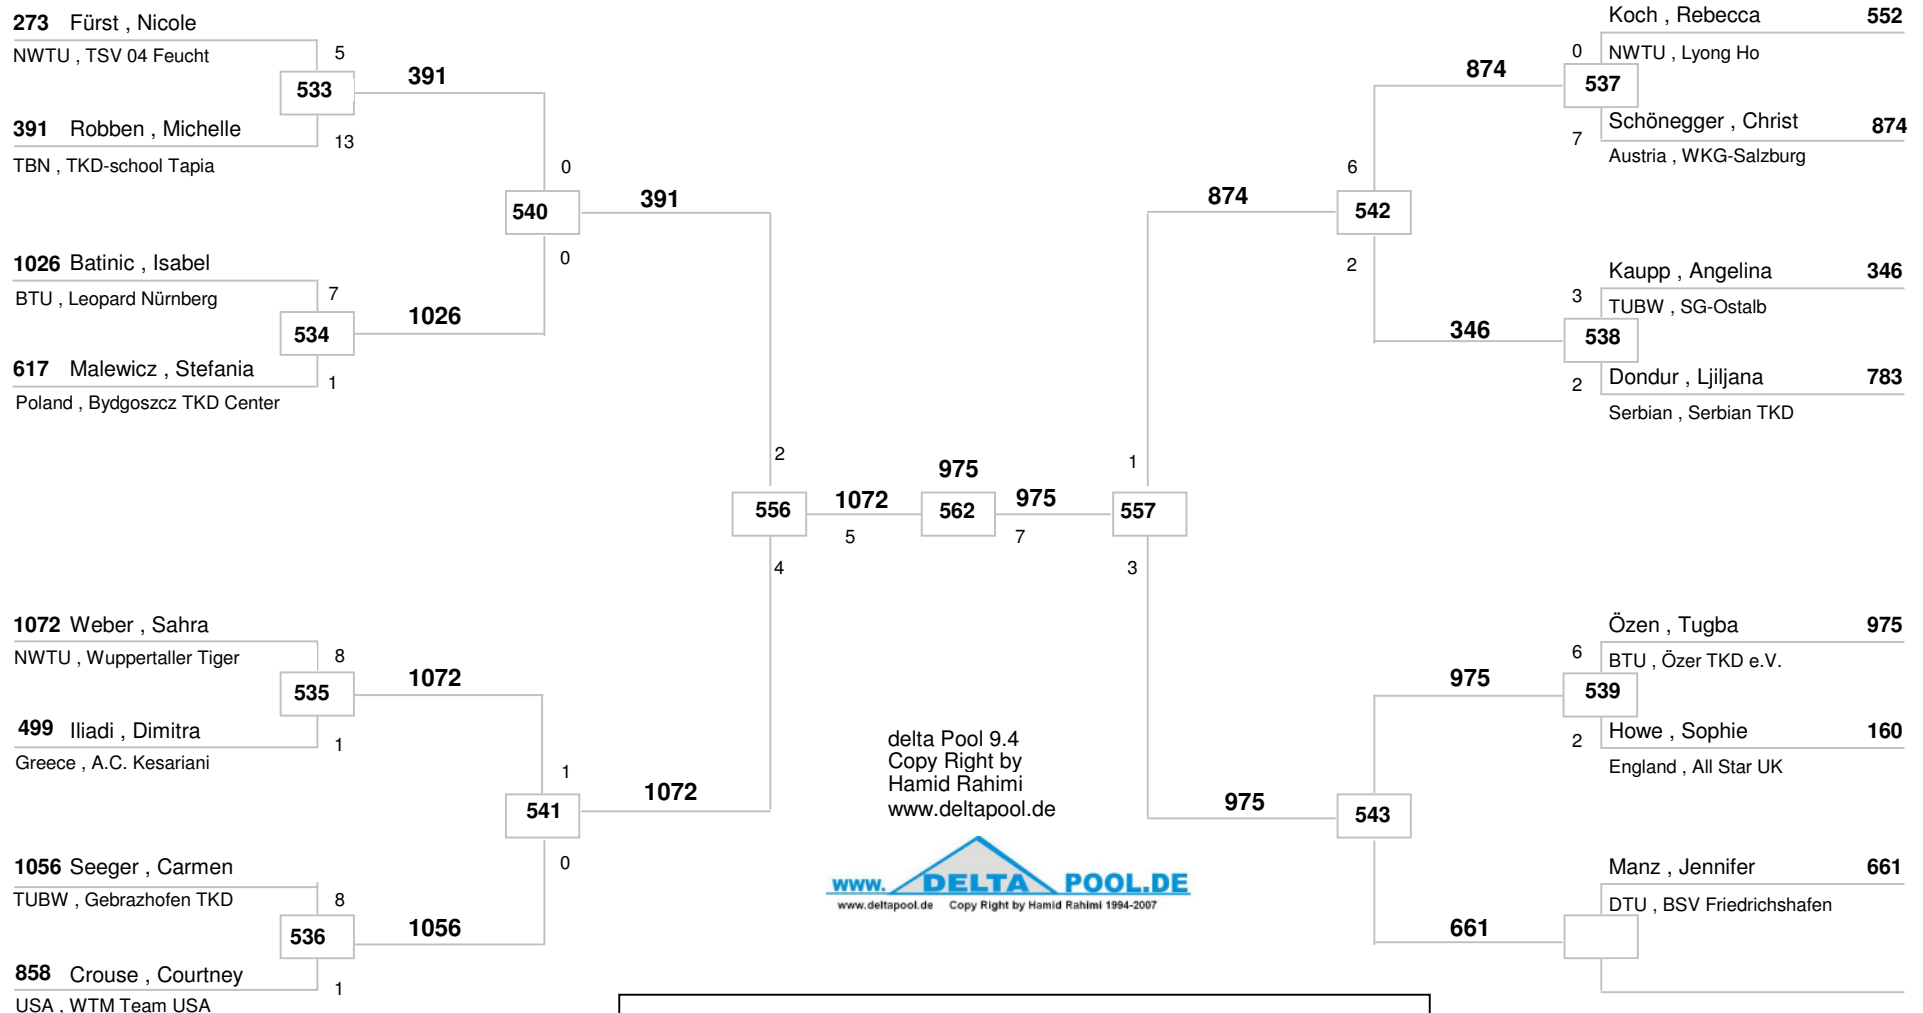 273 Fürst , Nicole
NWTU , TSV 04 Feucht
5
533
391
391 Robben , Michelle
13
TBN , TKD-school Tapia
0
540
391
1026 Batinic , Isabel
0
BTU , Leopard Nürnberg
7
534
1026
617 Malewicz , Stefania
1
Poland , Bydgoszcz TKD Center
2
556
1072
5
4
975
562
975
7
1072 Weber , Sahra
NWTU , Wuppertaller Tiger
8
535
1072
499 Iliadi , Dimitra
1
Greece , A.C. Kesariani
1
541
1072
0
1056 Seeger , Carmen
TUBW , Gebrazhofen TKD
8
536
1056
858 Crouse , Courtney
1
USA , WTM Team USA
Koch , Rebecca 552
0 NWTU , Lyong Ho
874
537
Schönegger , Christ 874
7
Austria , WKG-Salzburg
6
874
542
2
Kaupp , Angelina 346
3
TUBW , SG-Ostalb
346
538
2 Dondur , Ljiljana 783
Serbian , Serbian TKD
1
557
3
Özen , Tugba 975
6
BTU , Özer TKD e.V.
975
539
2 Howe , Sophie 160
England , All Star UK
975
543
Manz , Jennifer 661
DTU , BSV Friedrichshafen
661
delta Pool 9.4
Copy Right by
Hamid Rahimi
www.deltapool.de
www. DELTA POOL.DE
www.deltapool.de Copy Right by Hamid Rahimi 1994-2007